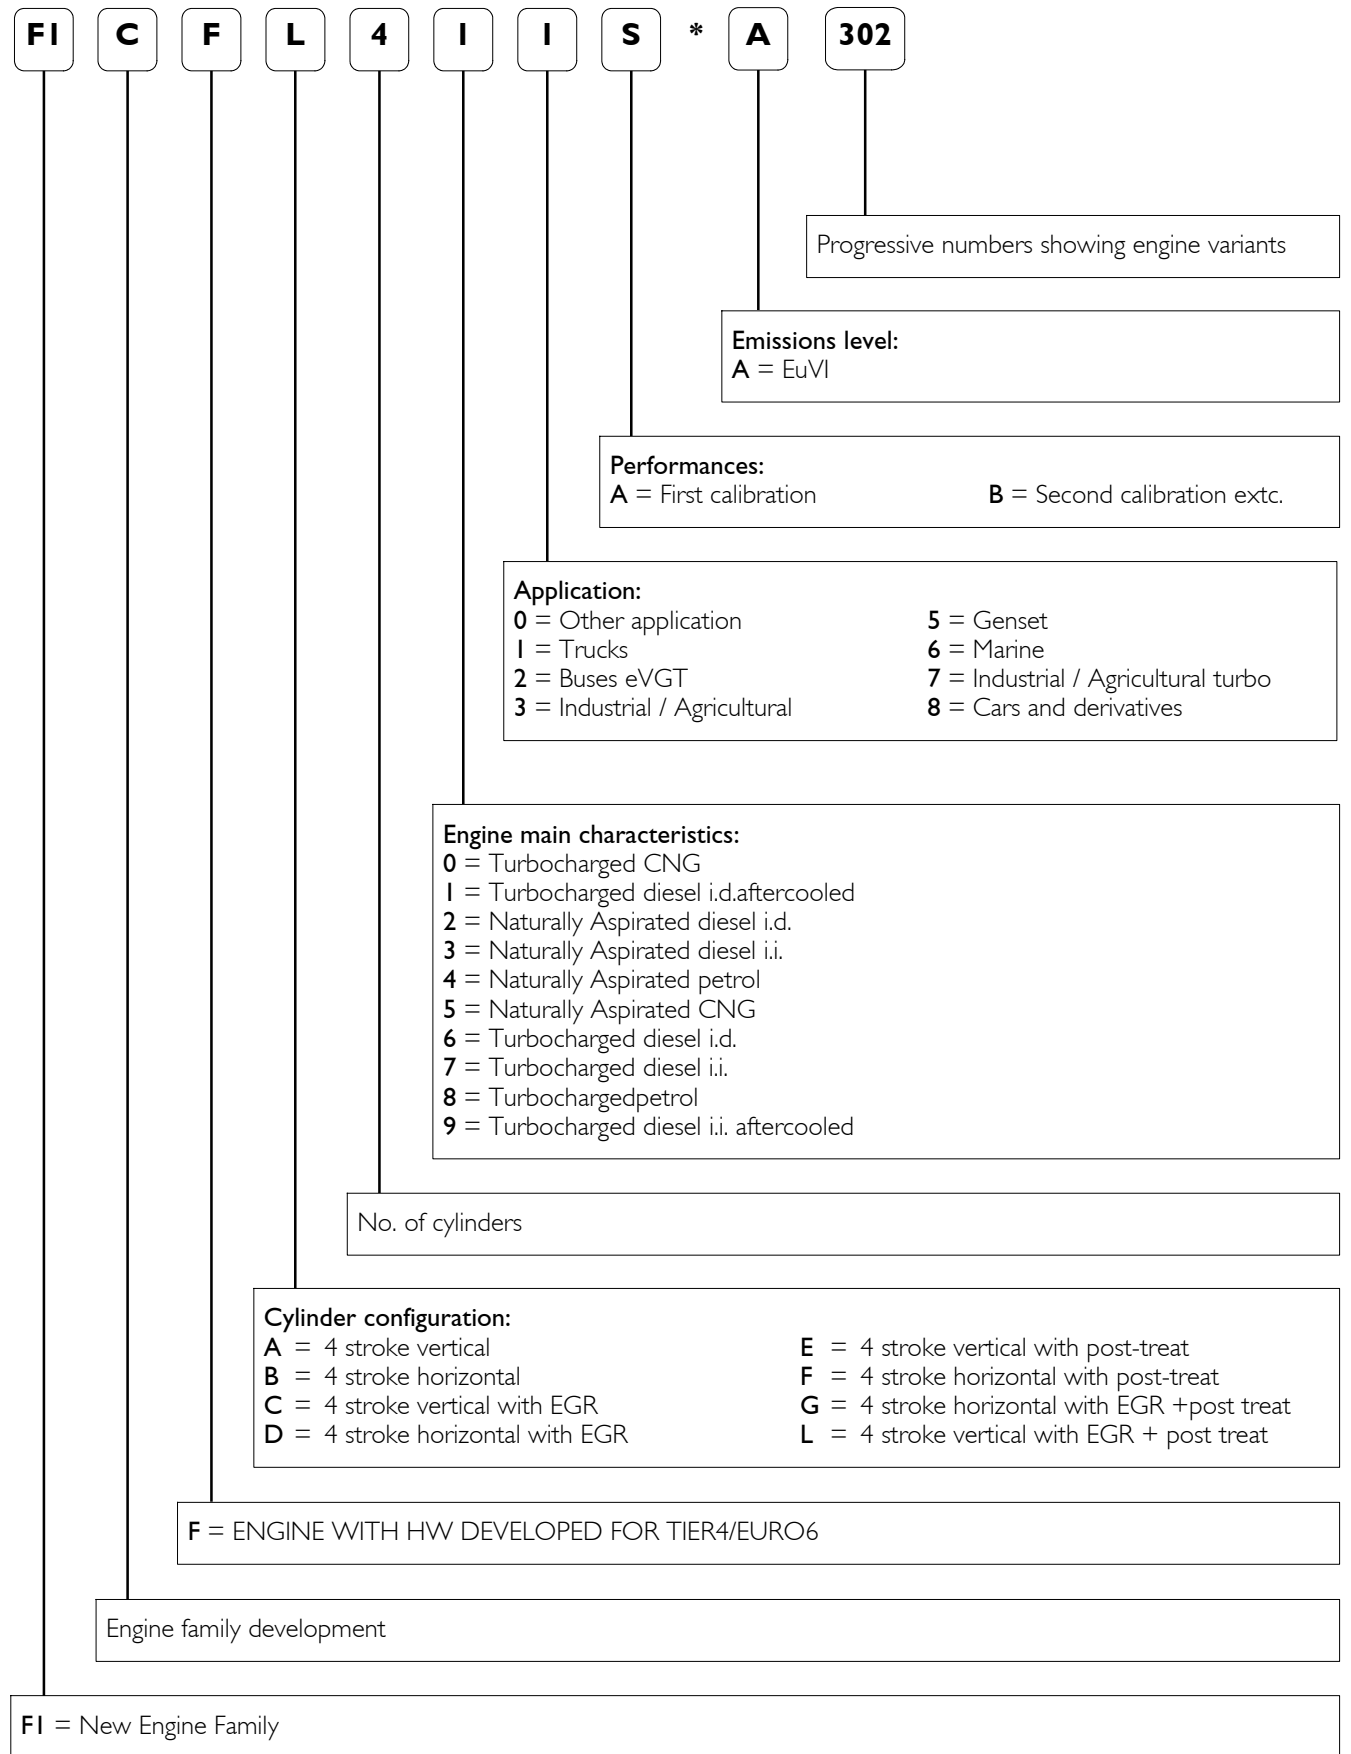 F1 C F L 4 1 1 S * A 302
Progressive numbers showing engine variants
Emissions level:
A = EuVI
Performances:
A = First calibration B = Second calibration extc.
Application:
0 = Other application 5 = Genset
1 = Trucks 6 = Marine
2 = Buses eVGT 7 = Industrial / Agricultural turbo
3 = Industrial / Agricultural 8 = Cars and derivatives
Engine main characteristics:
0 = Turbocharged CNG
1 = Turbocharged diesel i.d.aftercooled
2 = Naturally Aspirated diesel i.d.
3 = Naturally Aspirated diesel i.i.
4 = Naturally Aspirated petrol
5 = Naturally Aspirated CNG
6 = Turbocharged diesel i.d.
7 = Turbocharged diesel i.i.
8 = Turbochargedpetrol
9 = Turbocharged diesel i.i. aftercooled
No. of cylinders
Cylinder configuration:
A = 4 stroke vertical E = 4 stroke vertical with post-treat
B = 4 stroke horizontal F = 4 stroke horizontal with post-treat
C = 4 stroke vertical with EGR G = 4 stroke horizontal with EGR +post treat
D = 4 stroke horizontal with EGR L = 4 stroke vertical with EGR + post treat
F = ENGINE WITH HW DEVELOPED FOR TIER4/EURO6
Engine family development
F1 = New Engine Family